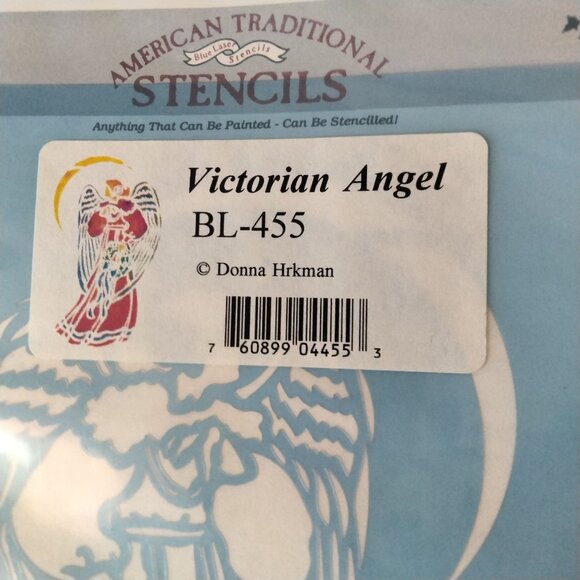 AMERICAN TRADITIONAL
Blue Laser Stencils
STENCILS
Anything That Can Be Painted - Can Be Stencilled!
Victorian Angel
BL-455
© Donna Hrkman
7 60899 04455 3